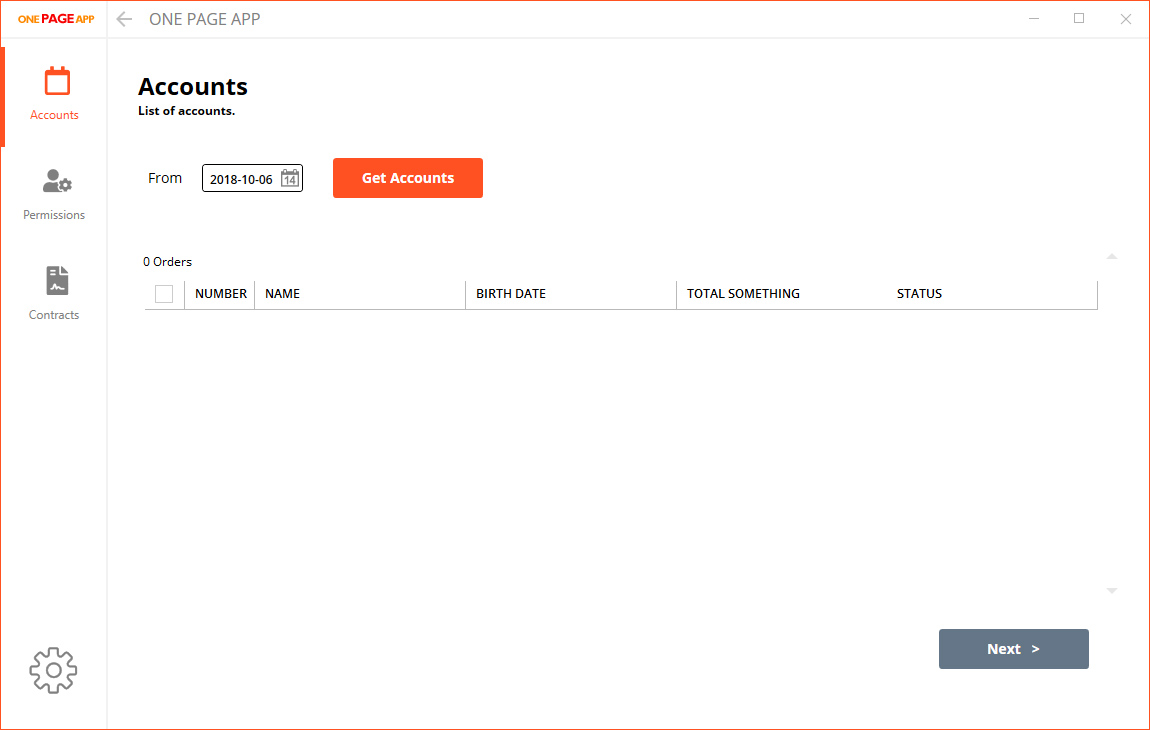 ONE PAGE APP
ONE PAGE APP
Accounts
Permissions
Contracts
Accounts
List of accounts.
From 2018-10-06 14 Get Accounts
0 Orders
NUMBER NAME BIRTH DATE TOTAL SOMETHING STATUS
Next >